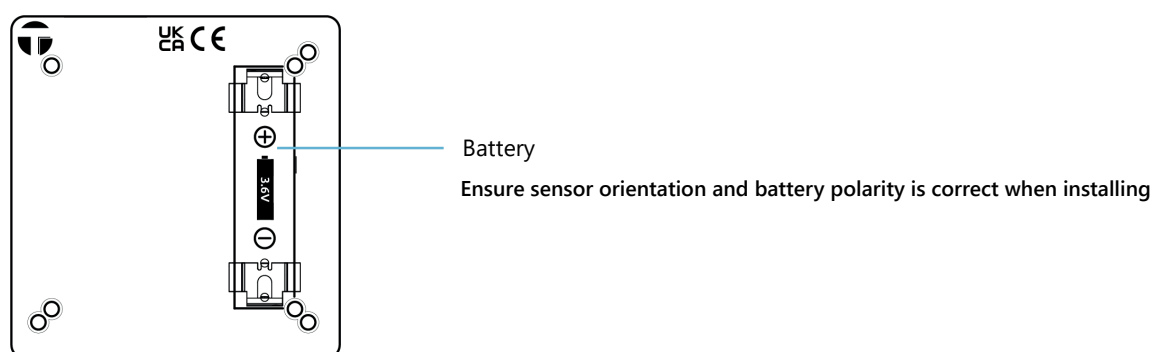 UK
CA CE
Battery
+
3.6V
Ensure sensor orientation and battery polarity is correct when installing
−